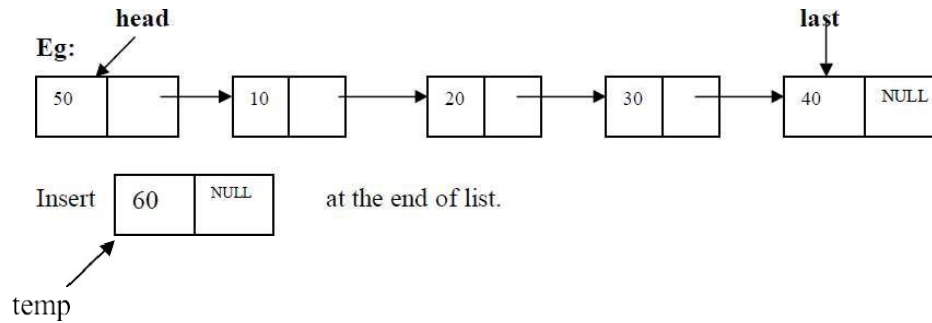 head last
Eg:
50 10 20 30 40 NULL
Insert 60 NULL at the end of list.
temp